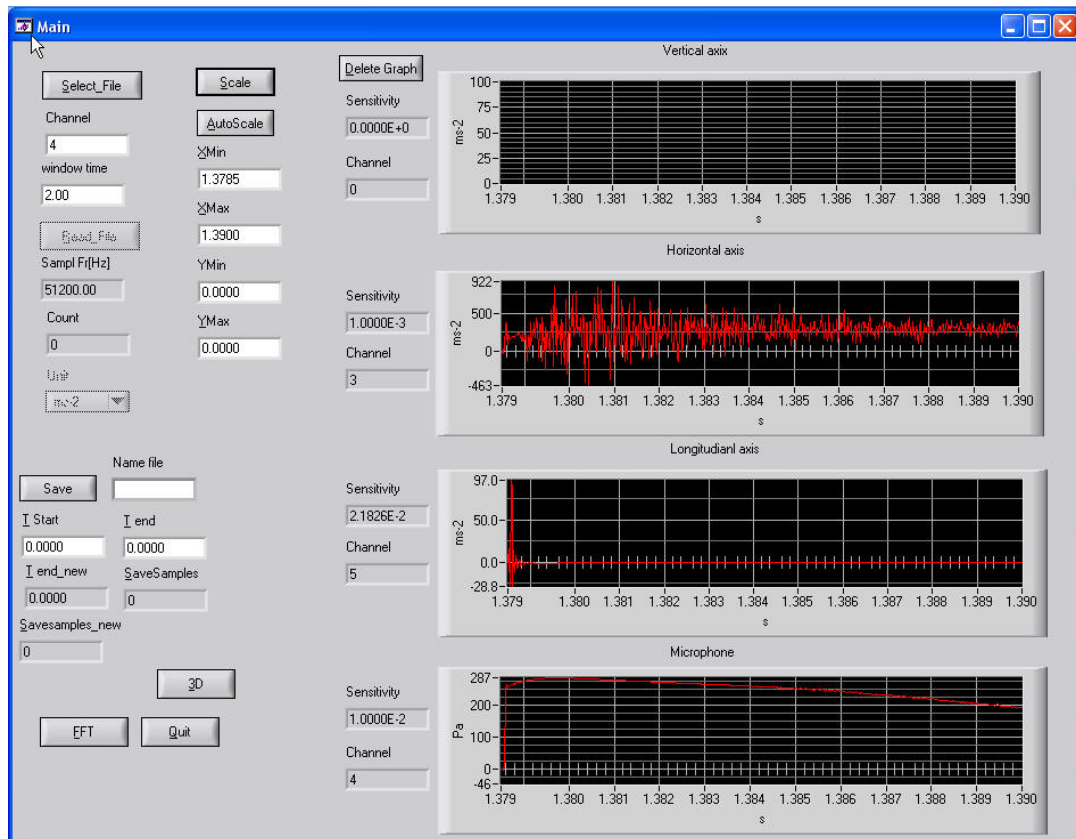 Main
Select_File
Channel
4
window time
2.00
Read_File
Sampl Fr[Hz]
51200.00
Count
0
Unit
ms-2
Scale
AutoScale
XMin
1.3785
XMax
1.3900
YMin
0.0000
YMax
0.0000
Name file
Save
T Start
T end
0.0000
0.0000
T end_new
SaveSamples
0.0000
0
Savesamples_new
0
3D
FFT
Quit
Delete Graph
Sensitivity
0.0000E+0
Channel
0
Vertical axix
100
75
50
25
0
ms-2
1.379 1.380 1.381 1.382 1.383 1.384 1.385 1.386 1.387 1.388 1.389 1.390
s
Sensitivity
1.0000E-3
Channel
3
Horizontal axis
922
500
0
-463
ms-2
1.379 1.380 1.381 1.382 1.383 1.384 1.385 1.386 1.387 1.388 1.389 1.390
s
Sensitivity
2.1826E-2
Channel
5
Longitudianl axis
97.0
50.0
0.0
-28.8
ms-2
1.379 1.380 1.381 1.382 1.383 1.384 1.385 1.386 1.387 1.388 1.389 1.390
s
Sensitivity
1.0000E-2
Channel
4
Microphone
287
200
100
0
-46
Pa
1.379 1.380 1.381 1.382 1.383 1.384 1.385 1.386 1.387 1.388 1.389 1.390
s